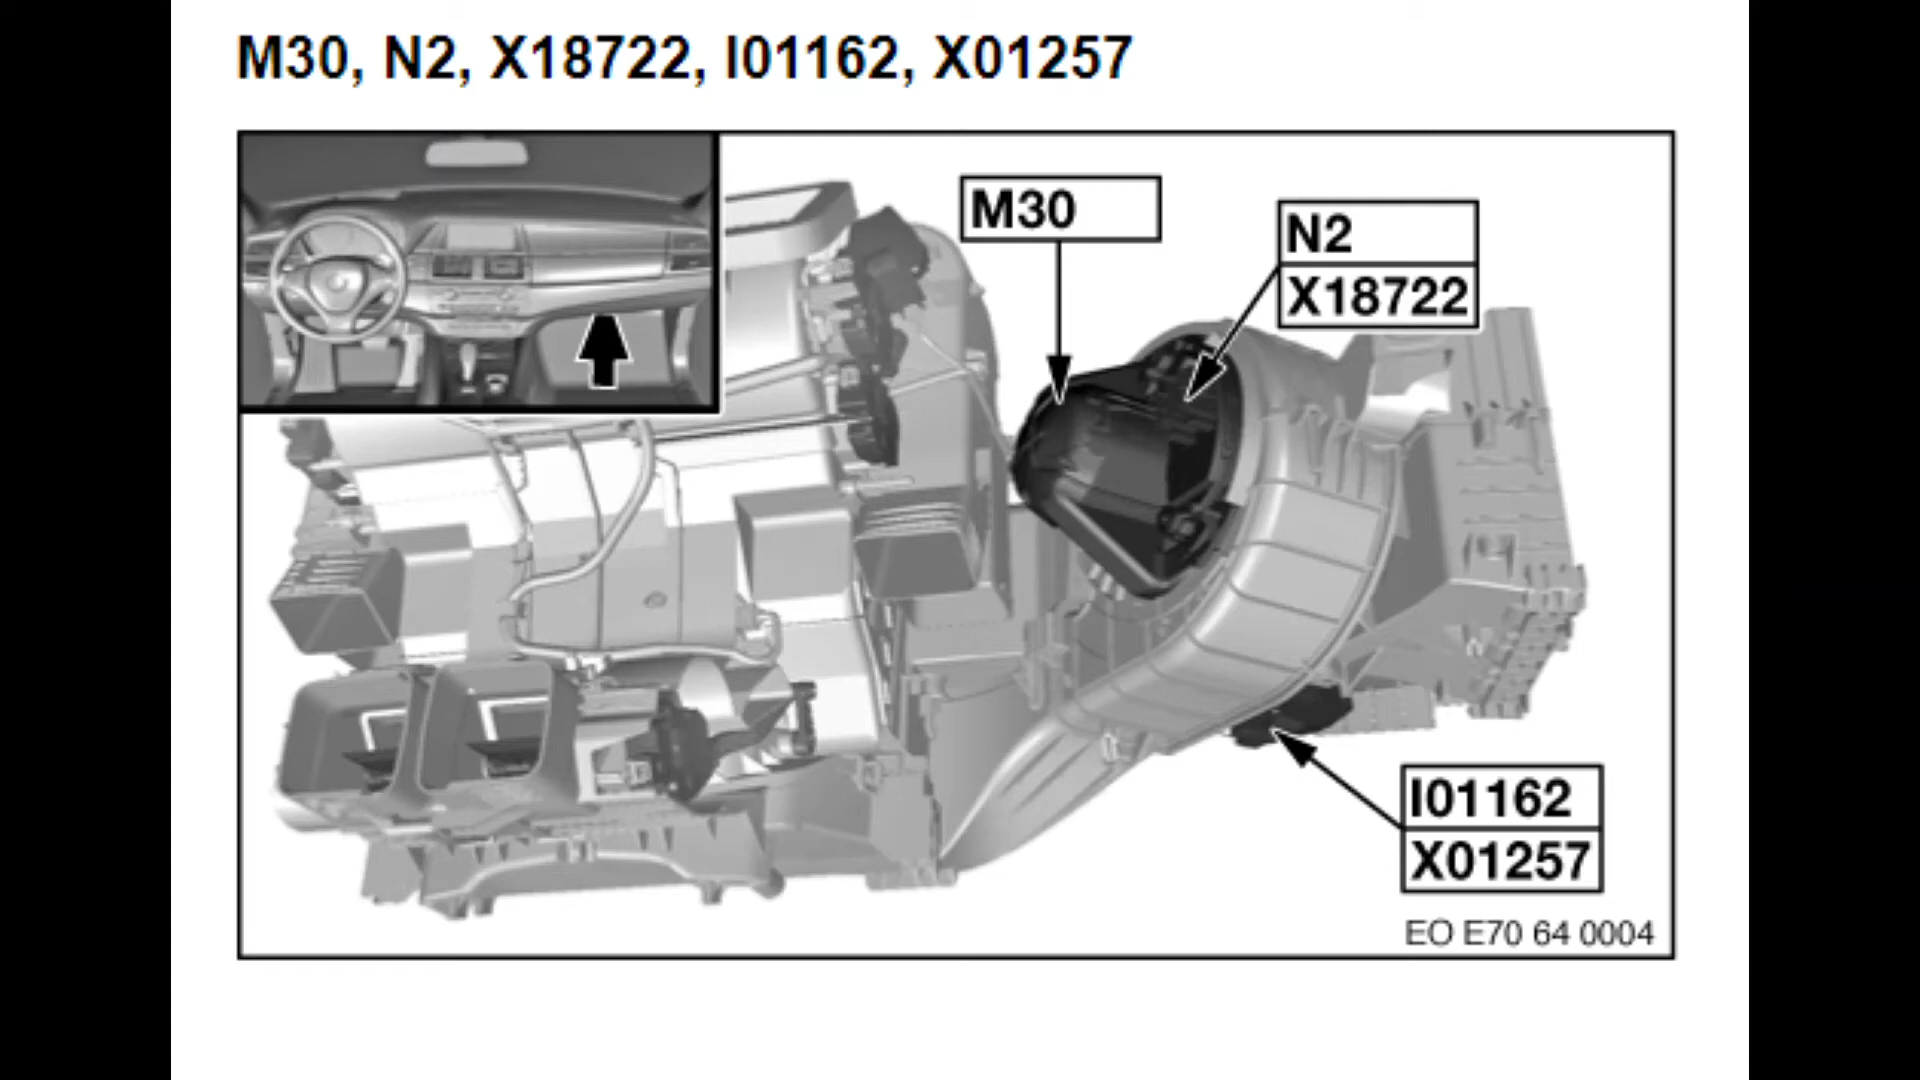 M30, N2, X18722, I01162, X01257
M30
N2
X18722
I01162
X01257
EO E70 64 0004